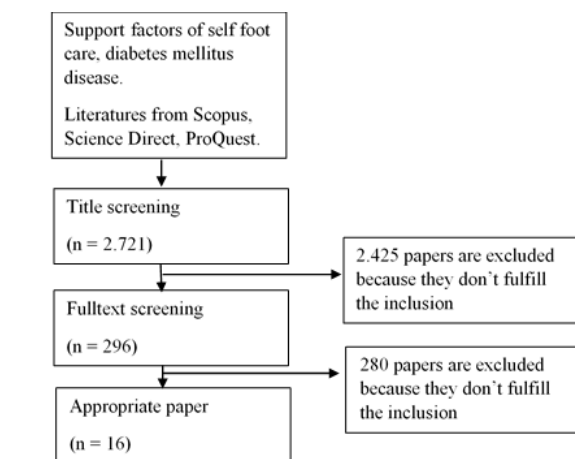 Support factors of self foot
care, diabetes mellitus
disease.
Literatures from Scopus,
Science Direct, ProQuest.
Title screening
(n = 2.721)
2.425 papers are excluded
because they don`t fulfill
the inclusion
Fulltext screening
(n = 296)
280 papers are excluded
because they don`t fulfill
the inclusion
Appropriate paper
(n = 16)